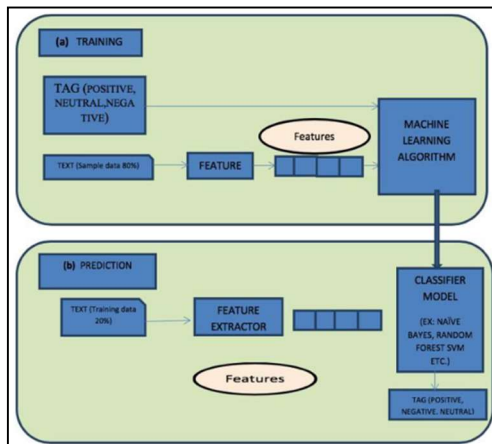 (a) TRAINING
TAG (POSITIVE,
NEUTRAL,NEGA
TIVE)
TEXT (Sample data 80%)
FEATURE
Features
MACHINE
LEARNING
ALGORITHM
(b) PREDICTION
TEXT (Training data
20%)
FEATURE
EXTRACTOR
Features
CLASSIFIER
MODEL
(EX: NAÏVE
BAYES, RANDOM
FOREST SVM
ETC.)
TAG (POSITIVE,
NEGATIVE. NEUTRAL)